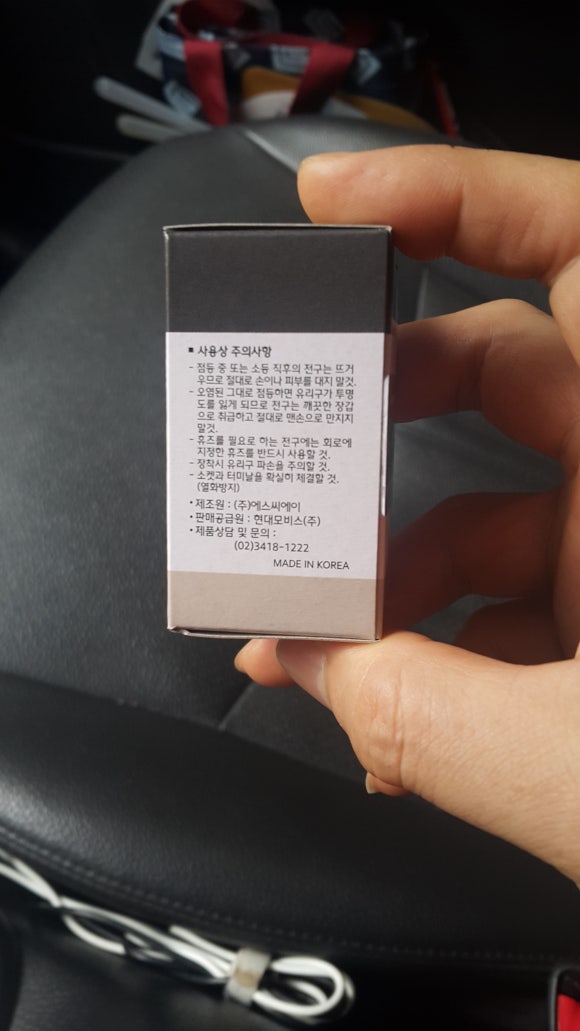 ▪ 사용상 주의사항
- 점등 중 또는 소등 직후의 전구는 뜨거
우므로 절대로 손이나 피부를 대지 말것.
- 오염된 그대로 점등하면 유리구가 투명
도를 잃게 되므로 전구는 깨끗한 장갑
으로 취급하고 절대로 맨손으로 만지지
말것.
- 휴즈를 필요로 하는 전구에는 회로에
지정한 휴즈를 반드시 사용할 것.
- 장착시 유리구 파손을 주의할 것.
- 소켓과 터미날을 확실히 체결할 것.
(열화방지)
• 제조원 : (주)에스씨에이
• 판매공급원 : 현대모비스(주)
• 제품상담 및 문의 :
(02)3418-1222
MADE IN KOREA